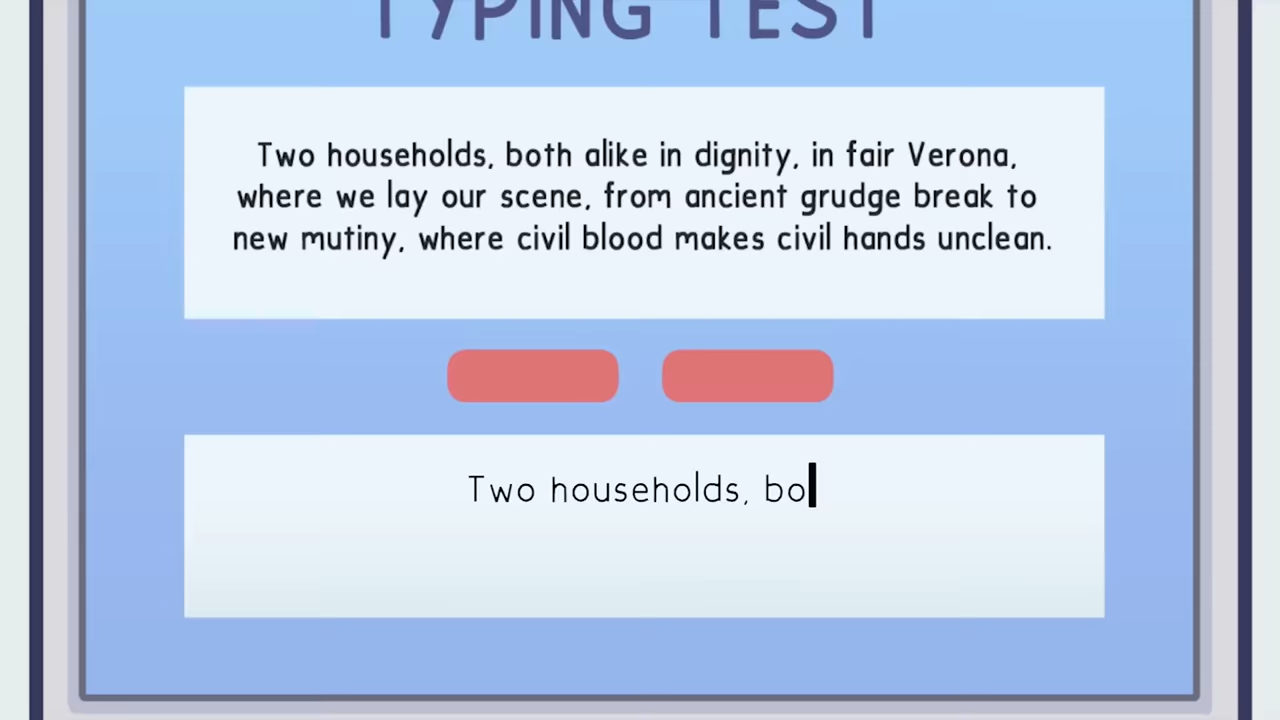 TYPING TEST
Two households, both alike in dignity, in fair Verona,
where we lay our scene, from ancient grudge break to
new mutiny, where civil blood makes civil hands unclean.
Two households, bo